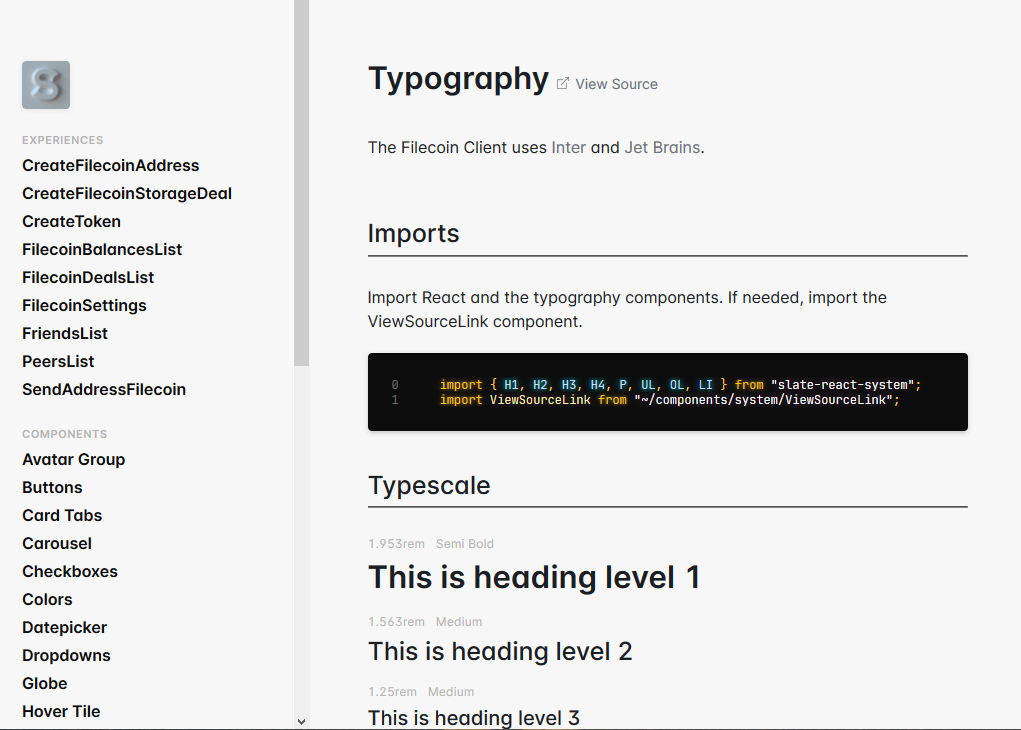 EXPERIENCES
CreateFilecoinAddress
CreateFilecoinStorageDeal
CreateToken
FilecoinBalancesList
FilecoinDealsList
FilecoinSettings
FriendsList
PeersList
SendAddressFilecoin
COMPONENTS
Avatar Group
Buttons
Card Tabs
Carousel
Checkboxes
Colors
Datepicker
Dropdowns
Globe
Hover Tile
Typography View Source
The Filecoin Client uses Inter and Jet Brains.
Imports
Import React and the typography components. If needed, import the
ViewSourceLink component.
0 import { H1, H2, H3, H4, P, UL, OL, LI } from "slate-react-system";
1 import ViewSourceLink from "~/components/system/ViewSourceLink";
Typescale
1.953rem Semi Bold
This is heading level 1
1.563rem Medium
This is heading level 2
1.25rem Medium
This is heading level 3